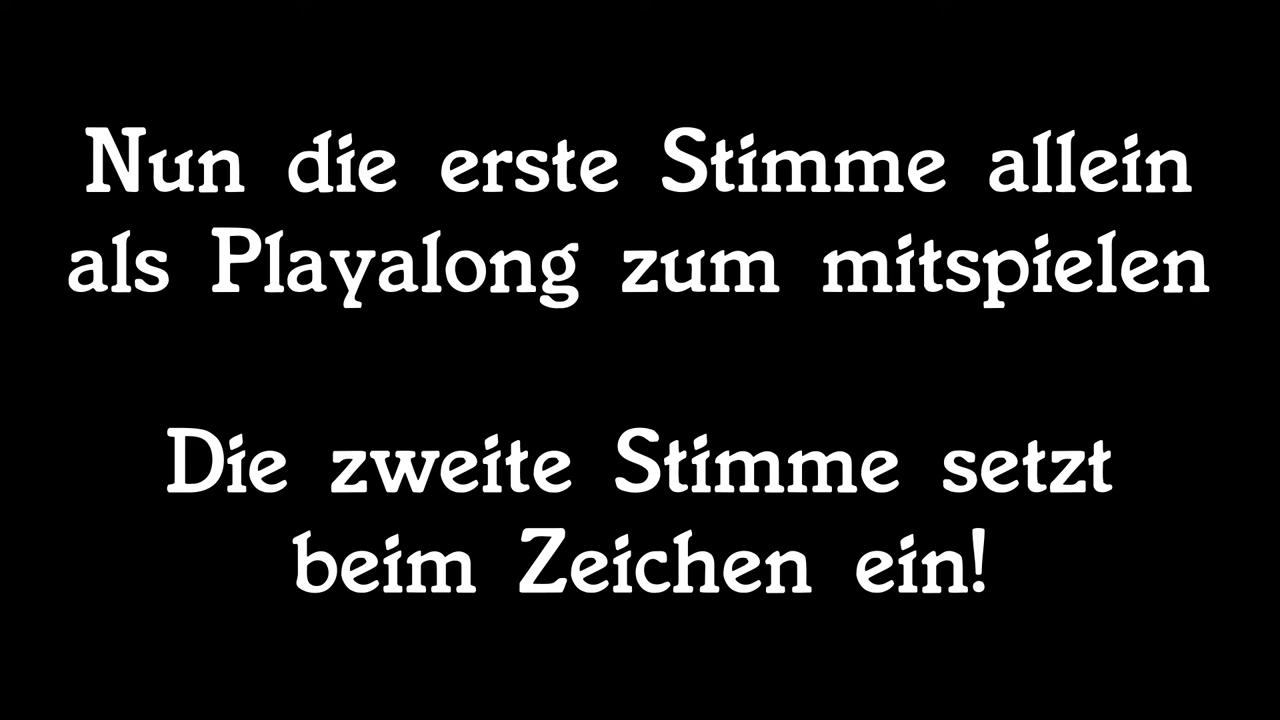 Nun die erste Stimme allein
als Playalong zum mitspielen
Die zweite Stimme setzt
beim Zeichen ein!